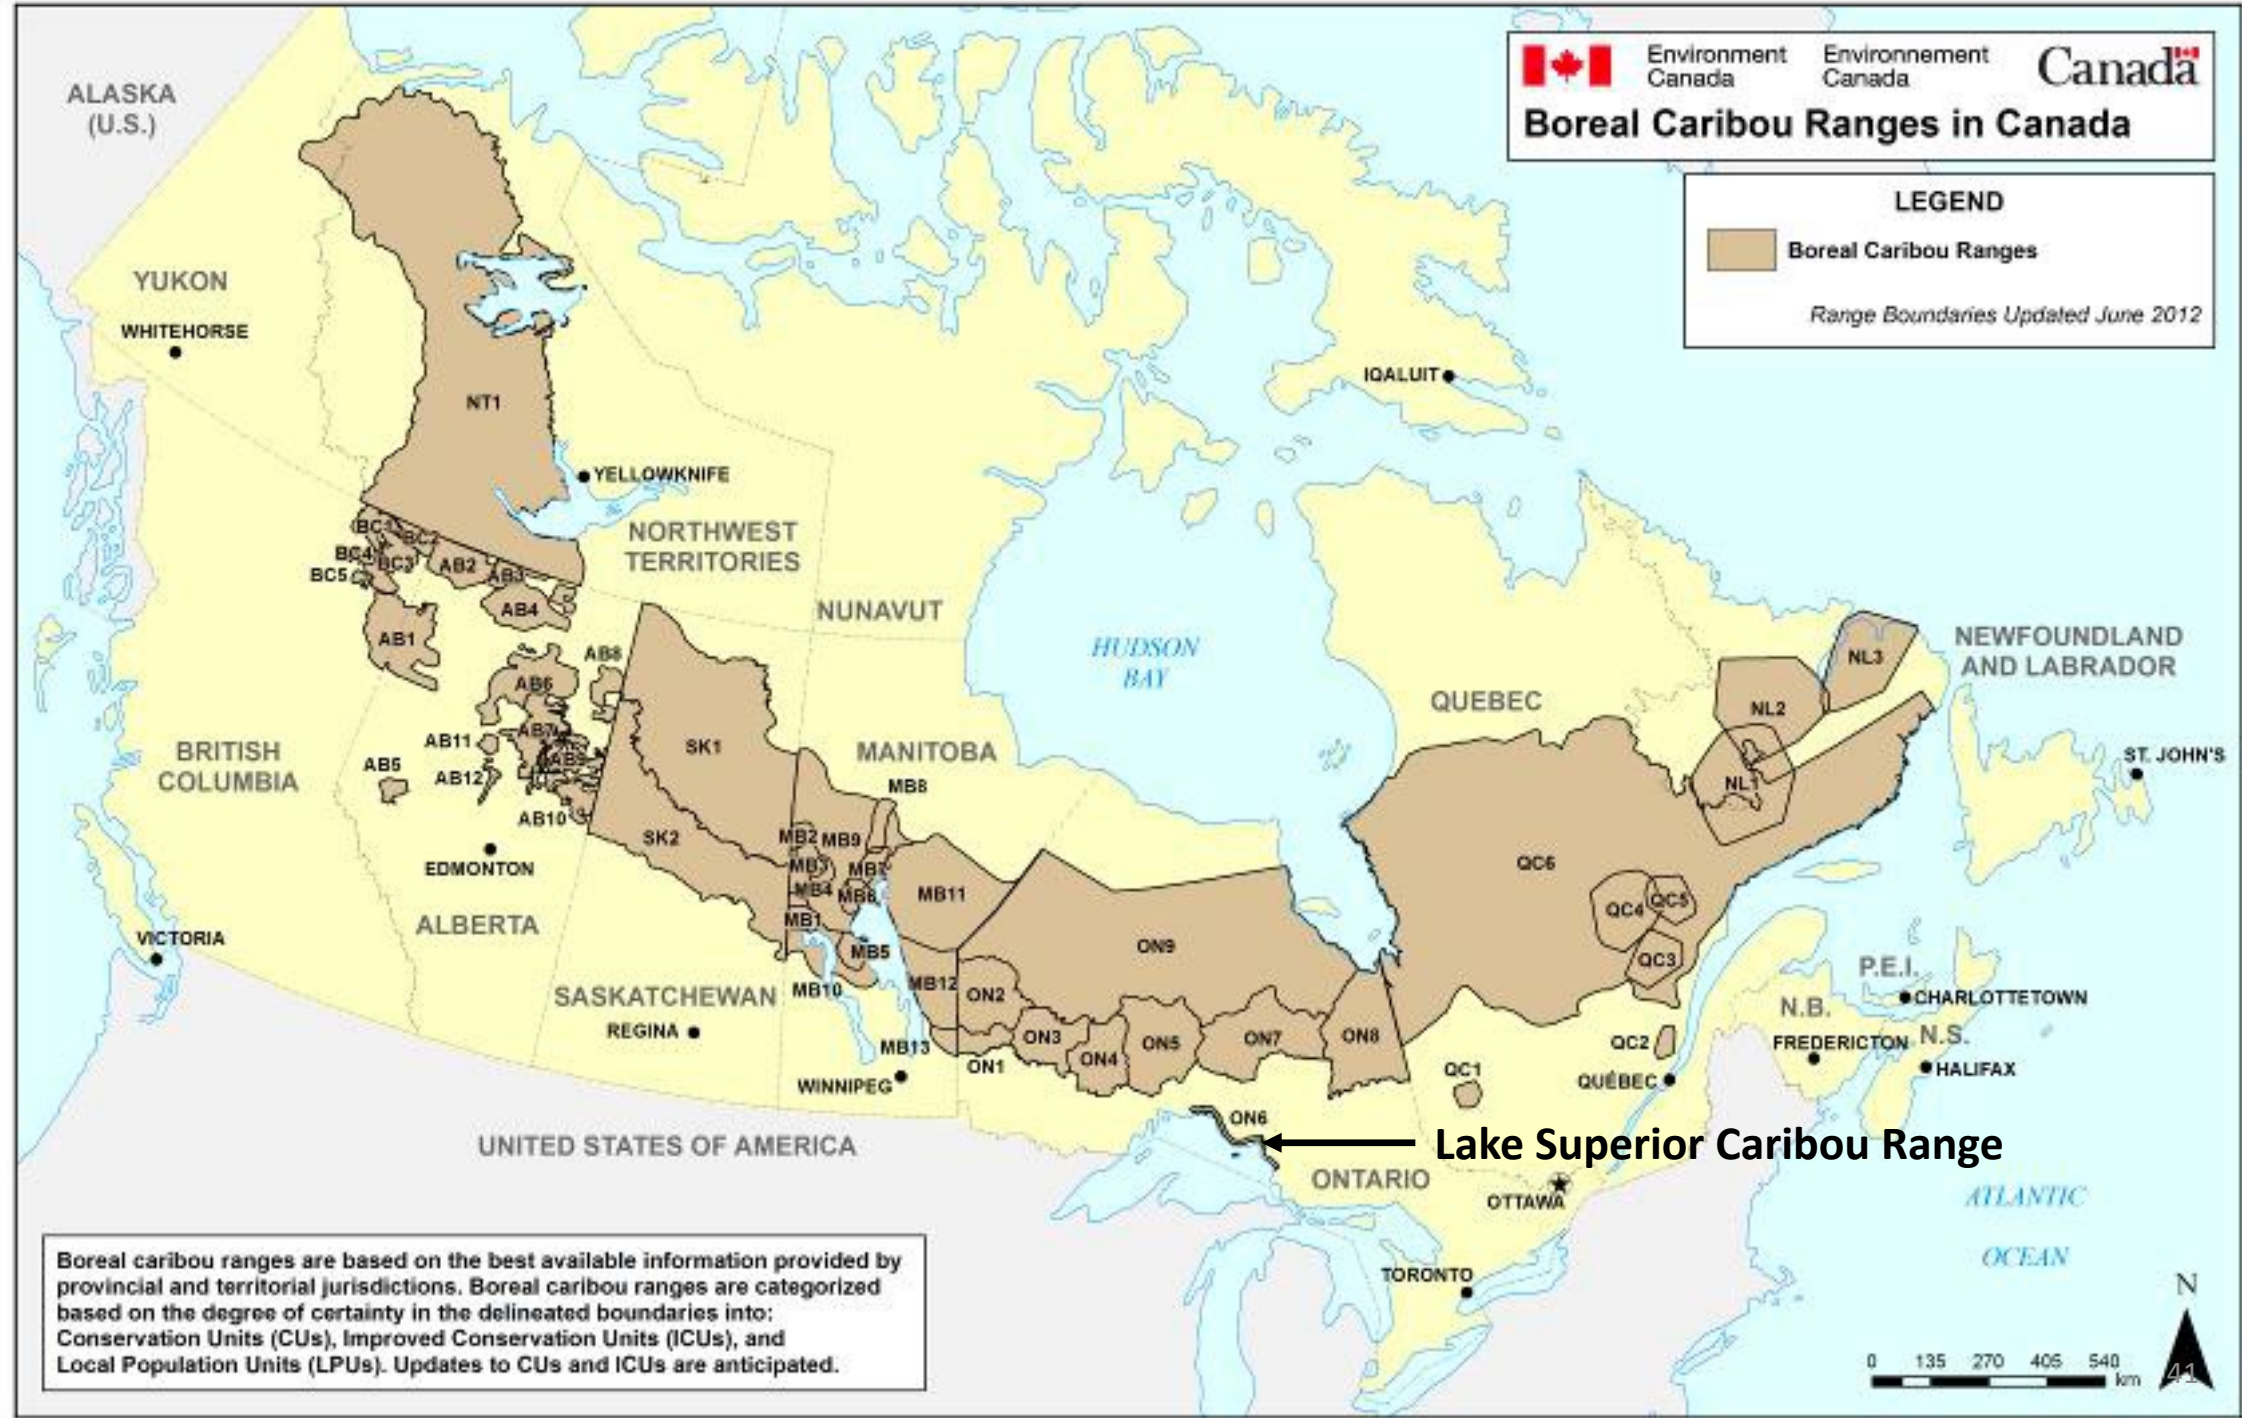 Environment
Canada
Environnement
Canada
Canada
Boreal Caribou Ranges in Canada
LEGEND
Boreal Caribou Ranges
Range Boundaries Updated June 2012
ALASKA
(U.S.)
YUKON
WHITEHORSE
IQALUIT
NT1
YELLOWKNIFE
NORTHWEST
TERRITORIES
NUNAVUT
BC1
BC2
BC4
BC3
BC5
AB2
AB3
AB4
AB1
AB8
AB6
AB7
AB11
AB9
AB5
AB12
AB10
BRITISH
COLUMBIA
EDMONTON
ALBERTA
VICTORIA
SK1
SK2
SASKATCHEWAN
REGINA
MANITOBA
MB8
MB2
MB9
MB3
MB7
MB4
MB6
MB11
MB1
MB5
MB10
MB12
MB13
WINNIPEG
HUDSON
BAY
ON9
ON2
ON3
ON4
ON5
ON7
ON8
ON1
ON6
Lake Superior Caribou Range
ONTARIO
OTTAWA
TORONTO
QUEBEC
QC6
QC4
QC5
QC3
QC2
QC1
QUÉBEC
NL3
NL2
NL1
NEWFOUNDLAND
AND LABRADOR
ST. JOHN'S
P.E.I.
CHARLOTTETOWN
N.B.
FREDERICTON
N.S.
HALIFAX
UNITED STATES OF AMERICA
ATLANTIC
OCEAN
Boreal caribou ranges are based on the best available information provided by
provincial and territorial jurisdictions. Boreal caribou ranges are categorized
based on the degree of certainty in the delineated boundaries into:
Conservation Units (CUs), Improved Conservation Units (ICUs), and
Local Population Units (LPUs). Updates to CUs and ICUs are anticipated.
N
0 135 270 405 540
km
41